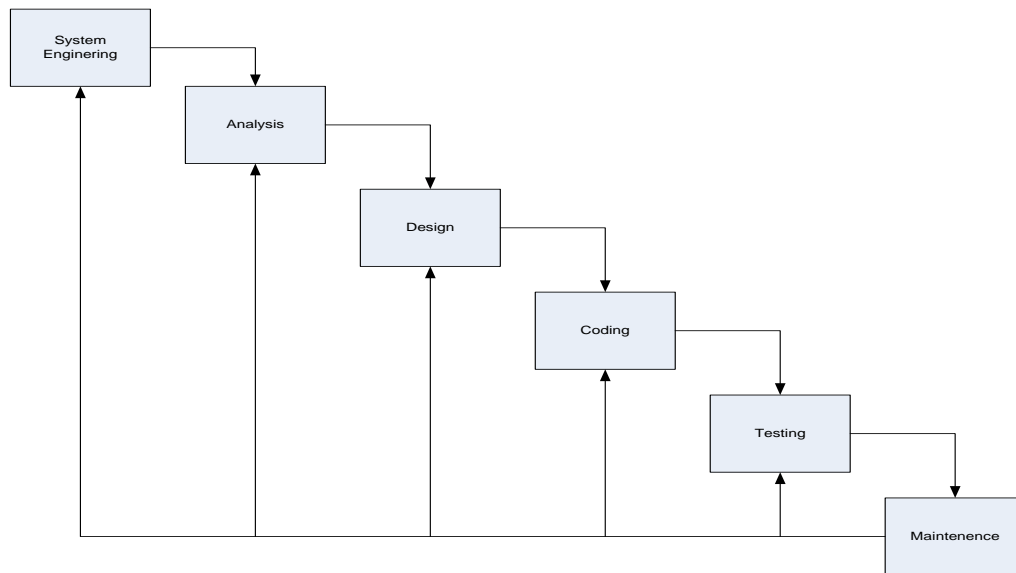 System
Enginering
Analysis
Design
Coding
Testing
Maintenence